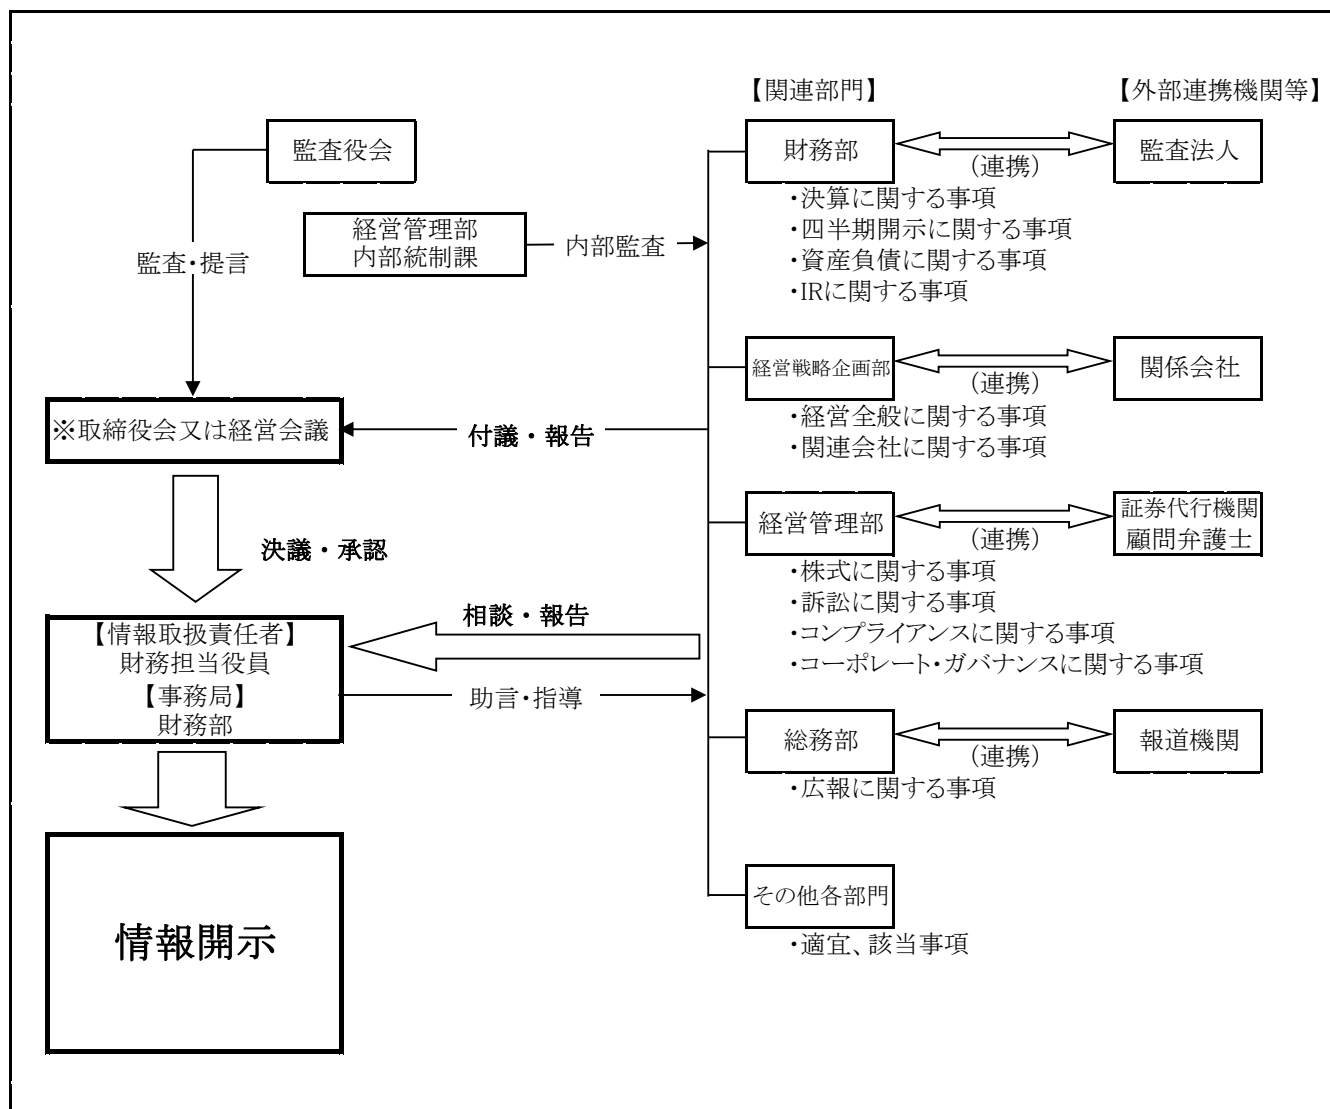 【関連部門】
【外部連携機関等】
監査役会
財務部
(連携)
監査法人
・決算に関する事項
・四半期開示に関する事項
・資産負債に関する事項
・IRに関する事項
経営管理部
内部統制課
内部監査
監査・提言
経営戦略企画部
(連携)
関係会社
・経営全般に関する事項
・関連会社に関する事項
※取締役会又は経営会議
付議・報告
経営管理部
(連携)
証券代行機関
顧問弁護士
・株式に関する事項
・訴訟に関する事項
・コンプライアンスに関する事項
・コーポレート・ガバナンスに関する事項
決議・承認
相談・報告
【情報取扱責任者】
財務担当役員
【事務局】
財務部
助言・指導
総務部
(連携)
報道機関
・広報に関する事項
その他各部門
・適宜、該当事項
情報開示